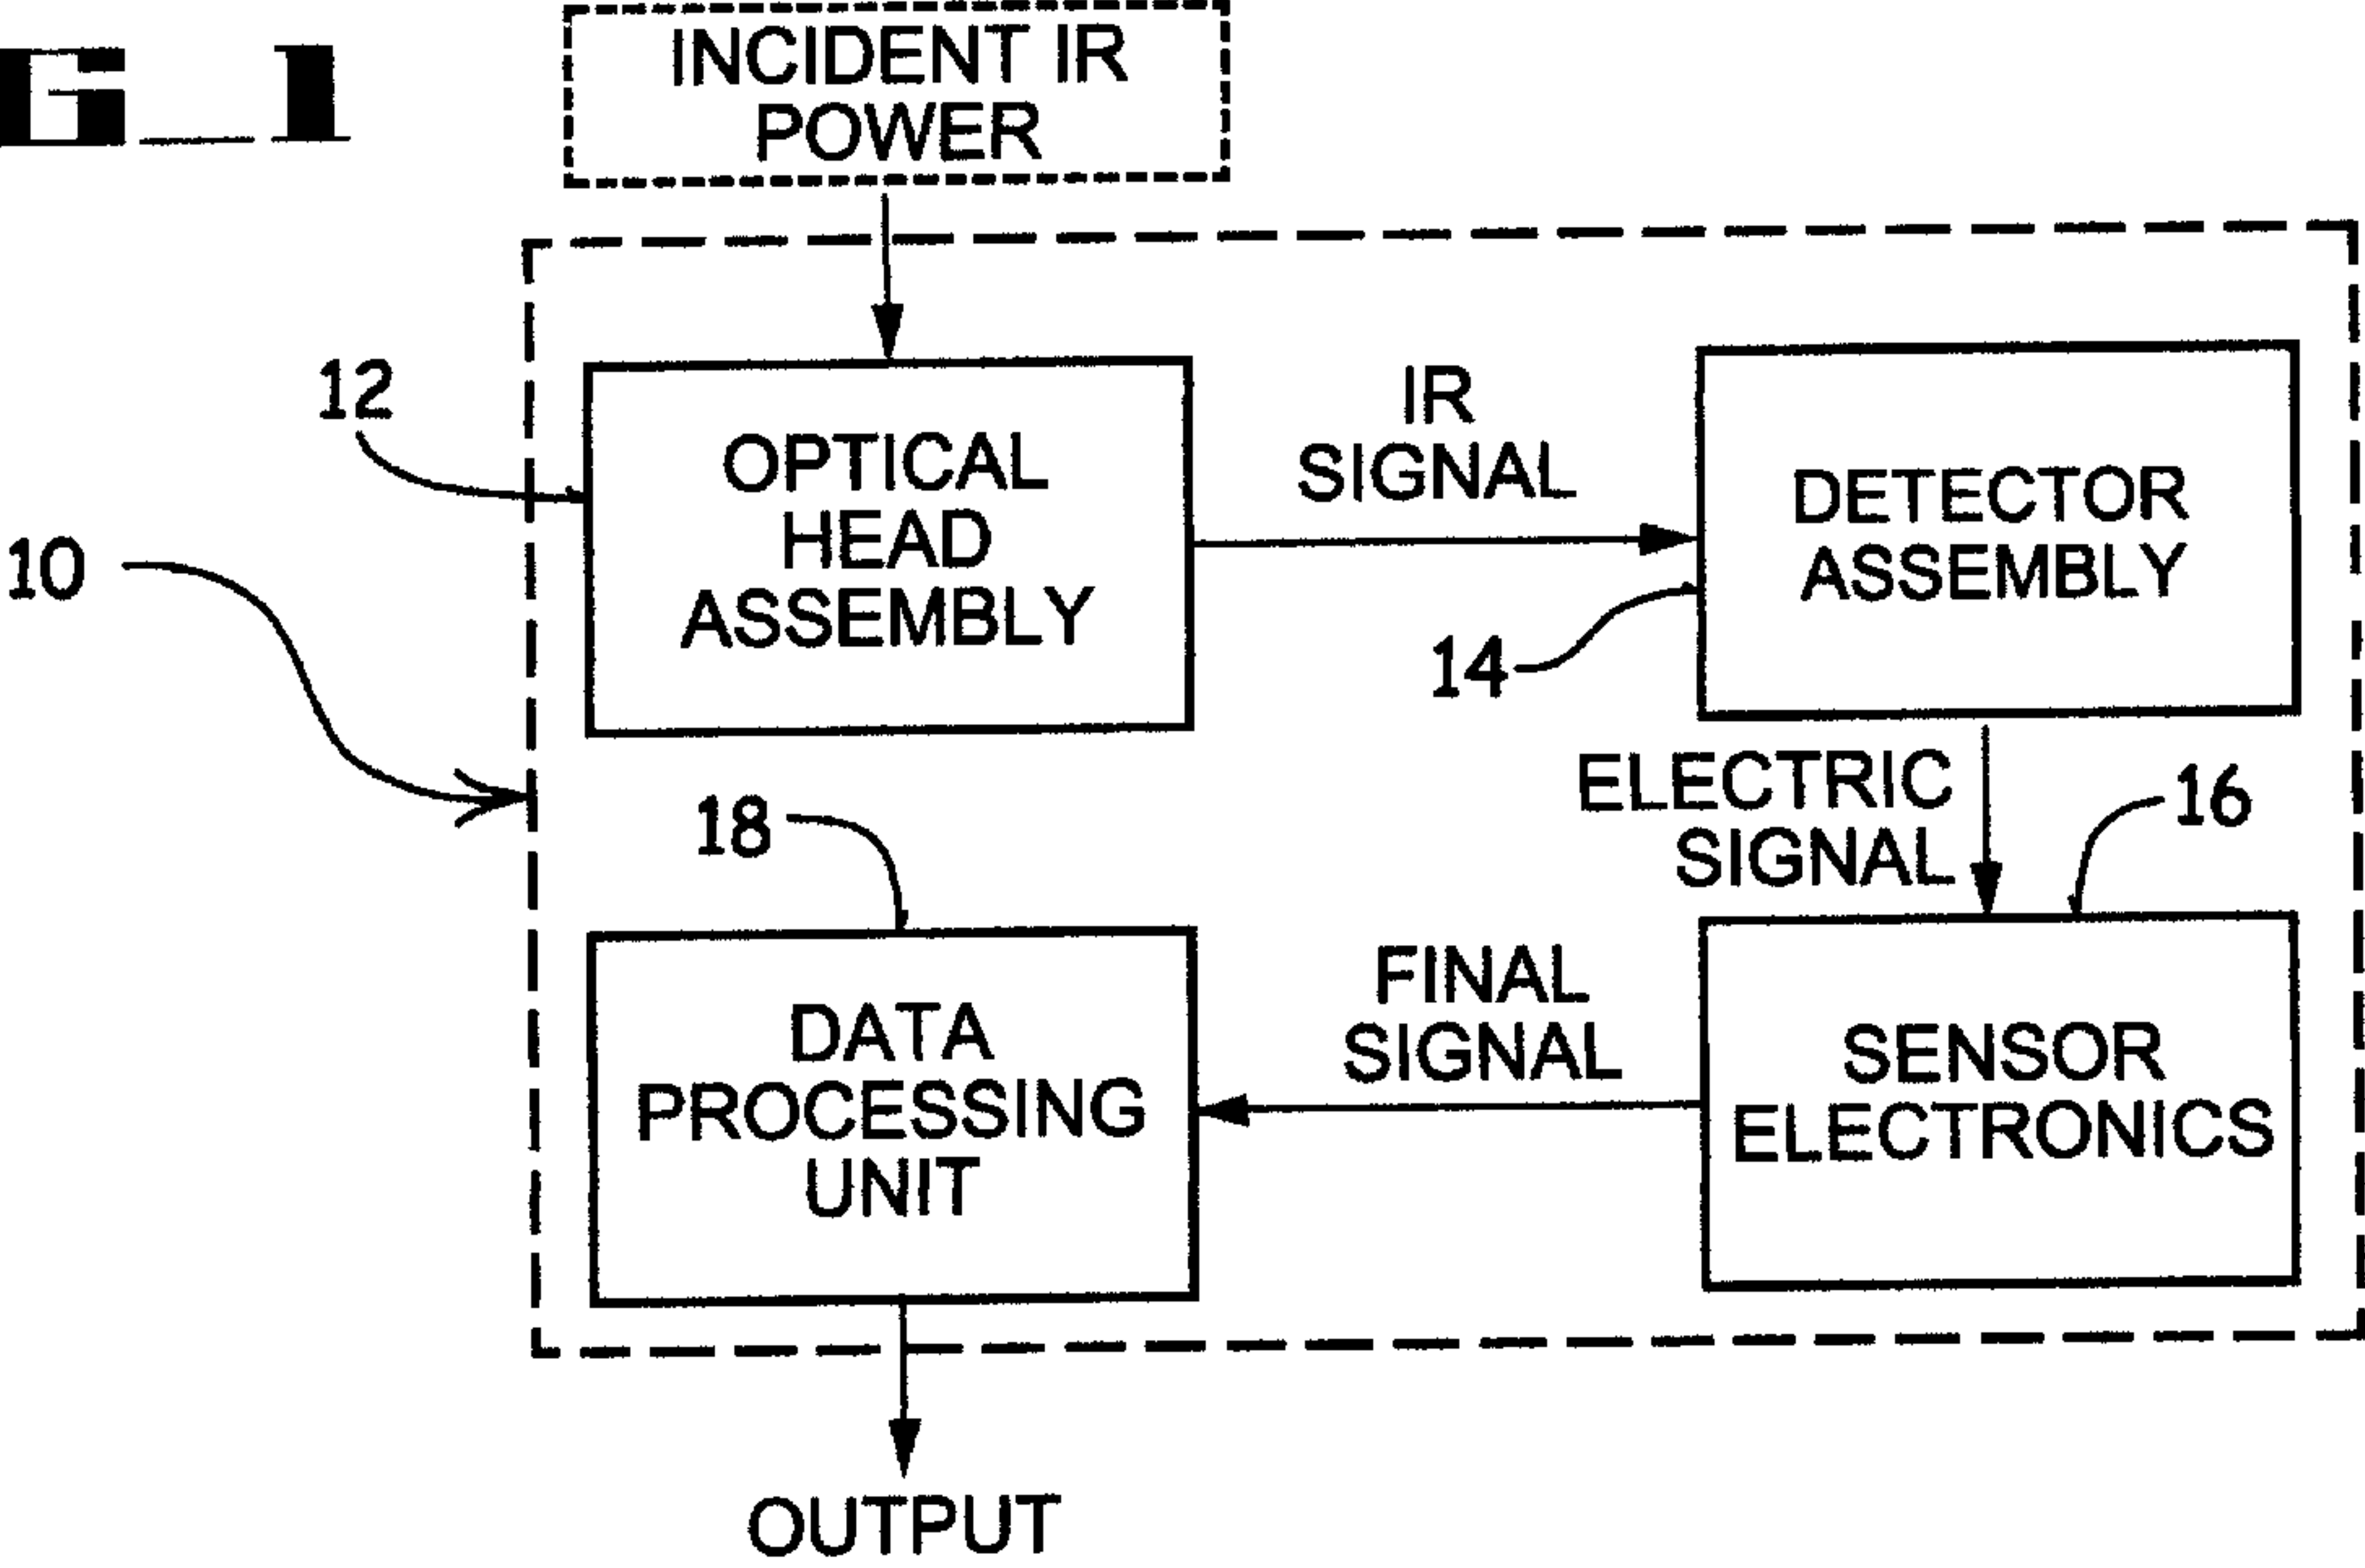 G_1
INCIDENT IR
POWER
12
OPTICAL
HEAD
ASSEMBLY
IR
SIGNAL
DETECTOR
ASSEMBLY
10
14
ELECTRIC
SIGNAL
16
18
DATA
PROCESSING
UNIT
FINAL
SIGNAL
SENSOR
ELECTRONICS
OUTPUT